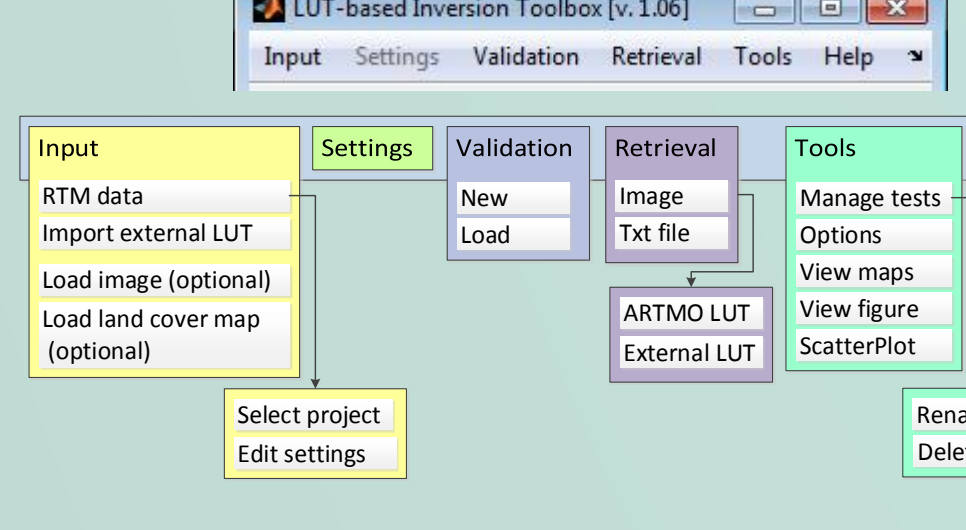 LUT-based Inversion Toolbox [v. 1.06]
Input Settings Validation Retrieval Tools Help
Input
RTM data
Import external LUT
Load image (optional)
Load land cover map
(optional)
Select project
Edit settings
Settings
Validation
New
Load
Retrieval
Image
Txt file
ARTMO LUT
External LUT
Tools
Manage tests
Options
View maps
View figure
ScatterPlot